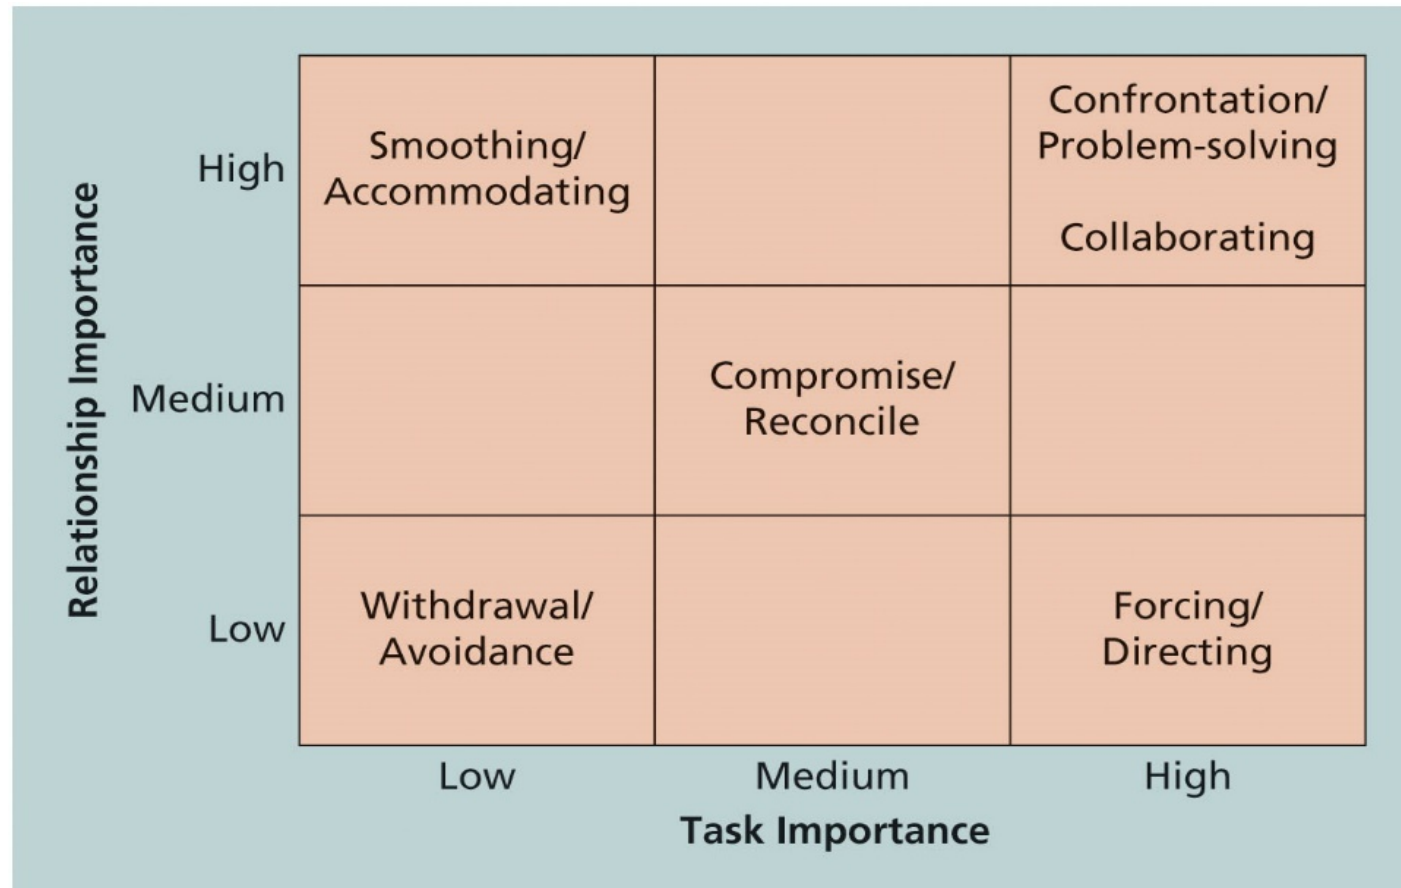 Relationship Importance
High
Medium
Low
Smoothing/
Accommodating
Confrontation/
Problem-solving
Collaborating
Compromise/
Reconcile
Withdrawal/
Avoidance
Forcing/
Directing
Low
Medium
High
Task Importance